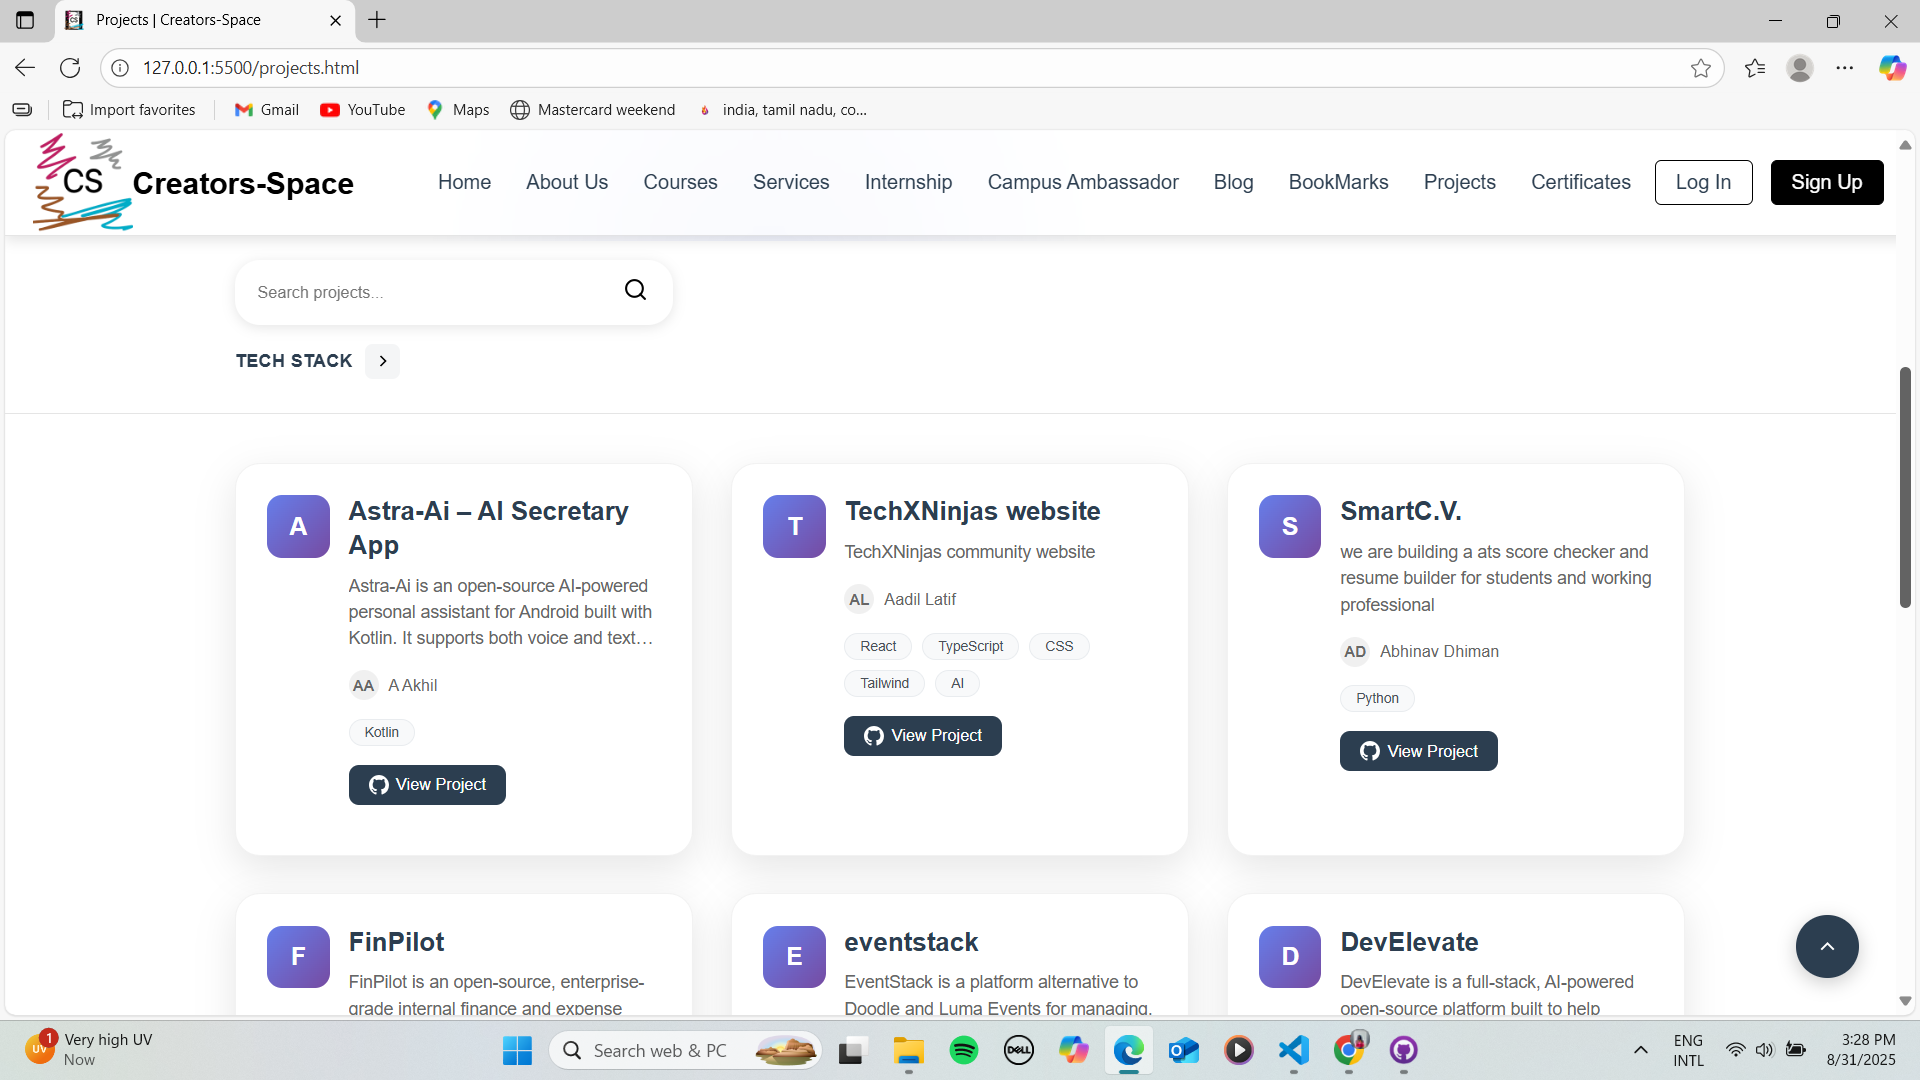 Projects | Creators-Space
127.0.0.1:5500/projects.html
Import favorites
Gmail
YouTube
Maps
Mastercard weekend
india, tamil nadu, co...
CS
Creators-Space
Home
About Us
Courses
Services
Internship
Campus Ambassador
Blog
BookMarks
Projects
Certificates
Log In
Sign Up
Search projects...
TECH STACK
A
Astra-Ai – AI Secretary
App
Astra-Ai is an open-source AI-powered
personal assistant for Android built with
Kotlin. It supports both voice and text…
AA A Akhil
Kotlin
View Project
T
TechXNinjas website
TechXNinjas community website
AL Aadil Latif
React TypeScript CSS
Tailwind AI
View Project
S
SmartC.V.
we are building a ats score checker and
resume builder for students and working
professional
AD Abhinav Dhiman
Python
View Project
F
FinPilot
FinPilot is an open-source, enterprise-
grade internal finance and expense
E
eventstack
EventStack is a platform alternative to
Doodle and Luma Events for managing,
D
DevElevate
DevElevate is a full-stack, AI-powered
open-source platform built to help
UV
1
Very high UV
Now
Search web & PC
DELL
ENG
INTL
3:28 PM
8/31/2025